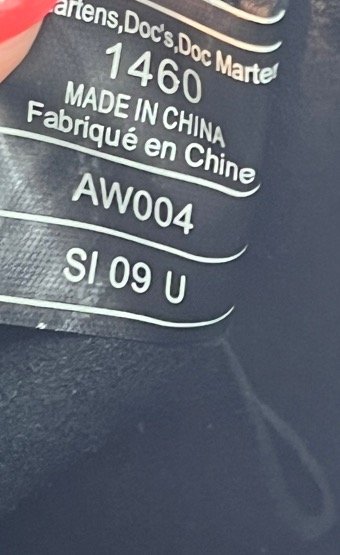 artens,Doc's,Doc Marte
1460
MADE IN CHINA
Fabriqué en Chine
AW004
SI 09 U